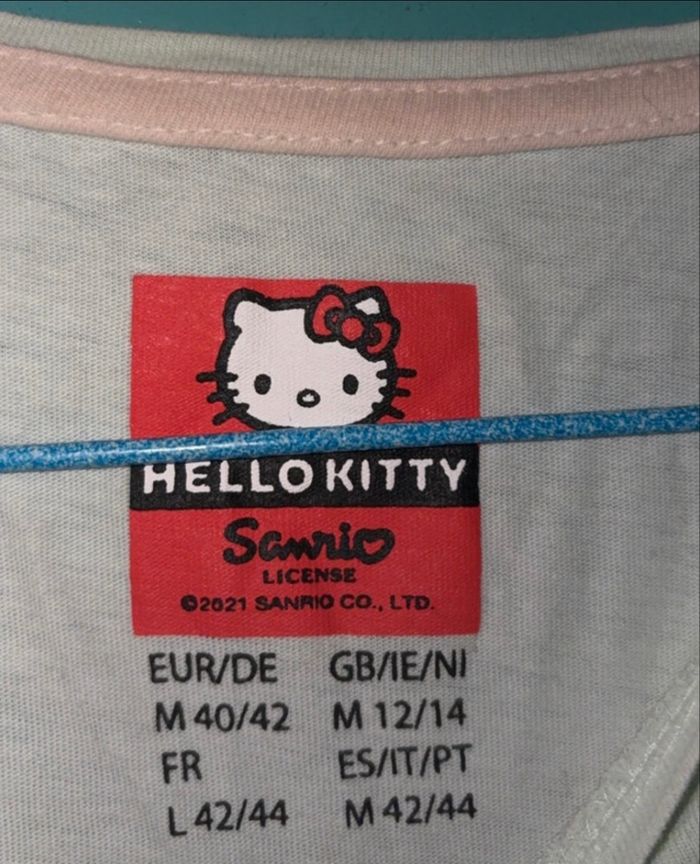 HELLO KITTY
Sanrio
LICENSE
©2021 SANRIO CO., LTD.
EUR/DE GB/IE/NI
M 40/42 M 12/14
FR ES/IT/PT
L 42/44 M 42/44